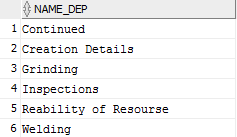 NAME_DEP
1 Continued
2 Creation Details
3 Grinding
4 Inspections
5 Reability of Resourse
6 Welding